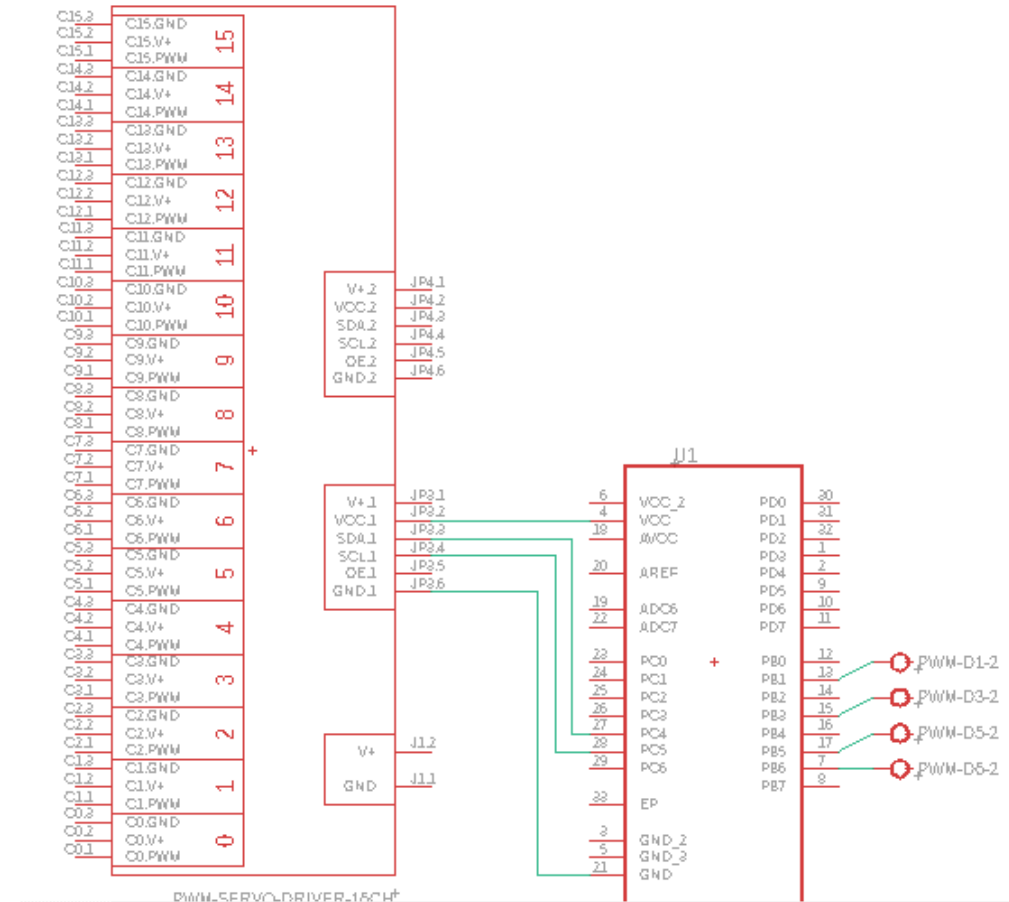 C15.3 C15.GND
C15.2 C15.V+ 15
C15.1 C15.PWM
C14.3 C14.GND
C14.2 C14.V+ 14
C14.1 C14.PWM
C13.3 C13.GND
C13.2 C13.V+ 13
C13.1 C13.PWM
C12.3 C12.GND
C12.2 C12.V+ 12
C12.1 C12.PWM
C11.3 C11.GND
C11.2 C11.V+ 11
C11.1 C11.PWM
C10.3 C10.GND
C10.2 C10.V+ 10
C10.1 C10.PWM
C9.3 C9.GND
C9.2 C9.V+ 9
C9.1 C9.PWM
C8.3 C8.GND
C8.2 C8.V+ 8
C8.1 C8.PWM
C7.3 C7.GND
C7.2 C7.V+ 7
C7.1 C7.PWM
C6.3 C6.GND
C6.2 C6.V+ 6
C6.1 C6.PWM
C5.3 C5.GND
C5.2 C5.V+ 5
C5.1 C5.PWM
C4.3 C4.GND
C4.2 C4.V+ 4
C4.1 C4.PWM
C3.3 C3.GND
C3.2 C3.V+ 3
C3.1 C3.PWM
C2.3 C2.GND
C2.2 C2.V+ 2
C2.1 C2.PWM
C1.3 C1.GND
C1.2 C1.V+ 1
C1.1 C1.PWM
C0.3 C0.GND
C0.2 C0.V+ 0
C0.1 C0.PWM
V+.2 JP4.1
VCC.2 JP4.2
SDA.2 JP4.3
SCL.2 JP4.4
OE.2 JP4.5
GND.2 JP4.6
V+.1 JP3.1
VCC.1 JP3.2
SDA.1 JP3.3
SCL.1 JP3.4
OE.1 JP3.5
GND.1 JP3.6
V+ J1.2
GND J1.1
PWM-SERVO-DRIVER-16CH
U1
6 VCC_2
4 VCC
18 AVCC
20 AREF
19 ADC6
22 ADC7
23 PC0
24 PC1
25 PC2
26 PC3
27 PC4
28 PC5
29 PC6
33 EP
3 GND_2
5 GND_3
21 GND
PD0 30
PD1 31
PD2 32
PD3 1
PD4 2
PD5 9
PD6 10
PD7 11
PB0 12
PB1 13
PB2 14
PB3 15
PB4 16
PB5 17
PB6 7
PB7 8
PWM-D1-2
PWM-D3-2
PWM-D5-2
PWM-D6-2